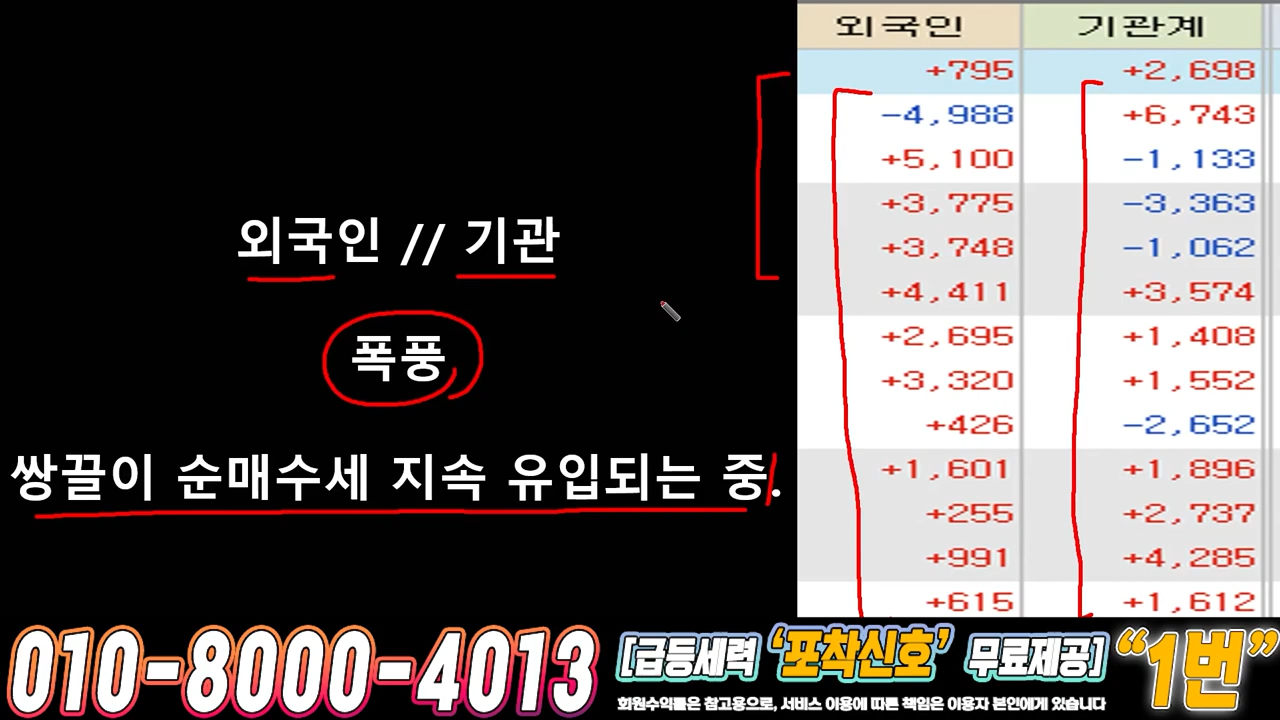 외국인 // 기관
폭풍
쌍끌이 순매수세 지속 유입되는 중.
외국인 기관계
+795 +2,698
-4,988 +6,743
+5,100 -1,133
+3,775 -3,363
+3,748 -1,062
+4,411 +3,574
+2,695 +1,408
+3,320 +1,552
+426 -2,652
+1,601 +1,896
+255 +2,737
+991 +4,285
+615 +1,612
010-8000-4013
[급등세력 '포착신호' 무료제공] "1번"
회원수익률은 참고용으로, 서비스 이용에 따른 책임은 이용자 본인에게 있습니다